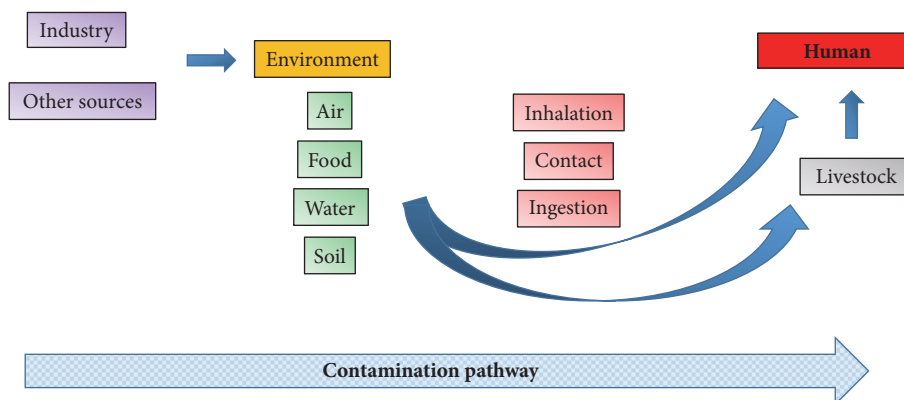 Industry
Other sources
Environment
Air
Food
Water
Soil
Inhalation
Contact
Ingestion
Human
Livestock
Contamination pathway